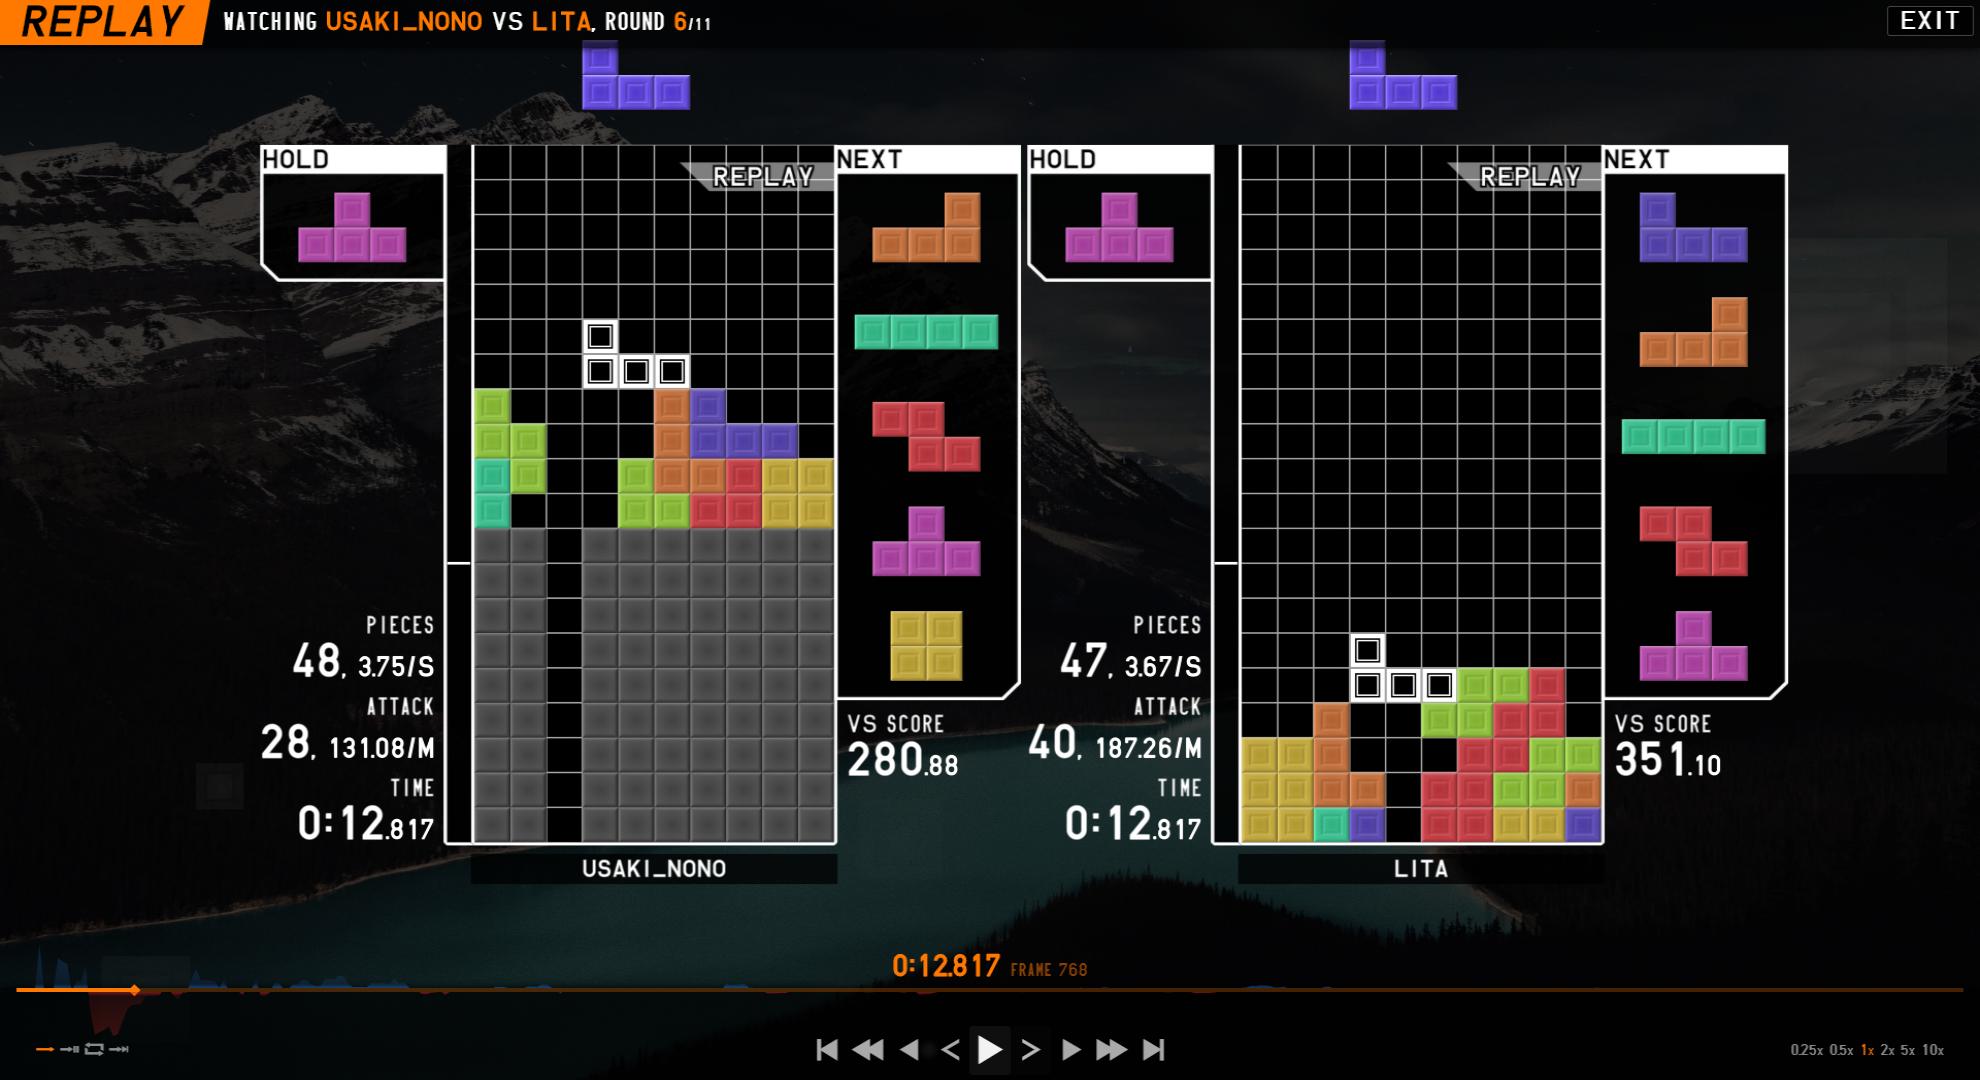 REPLAY WATCHING USAKI_NONO VS LITA, ROUND 6/11
EXIT
HOLD
REPLAY
NEXT
PIECES
48, 3.75/S
ATTACK
28, 131.08/M
TIME
0:12.817
VS SCORE
280.88
USAKI_NONO
HOLD
REPLAY
NEXT
PIECES
47, 3.67/S
ATTACK
40, 187.26/M
TIME
0:12.817
VS SCORE
351.10
LITA
0:12.817 FRAME 768
0.25x 0.5x 1x 2x 5x 10x